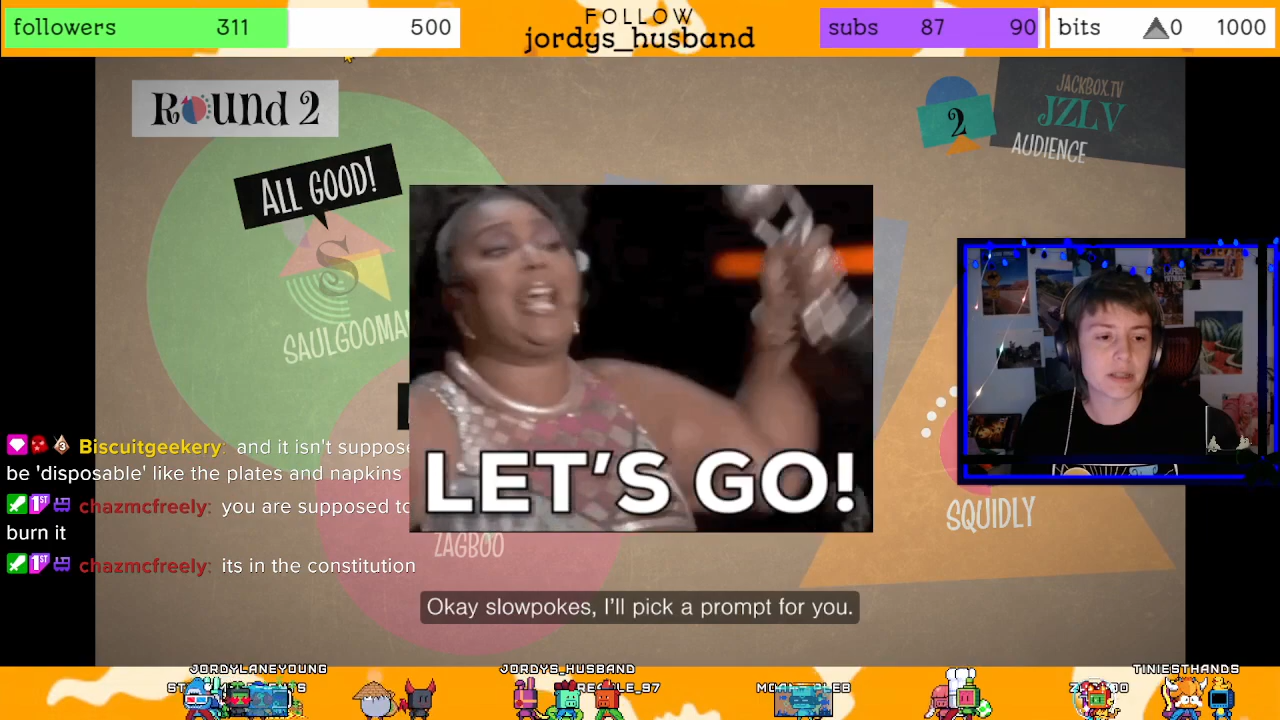 followers 311 500
FOLLOW
jordys_husband
subs 87 90
bits 0 1000
ROUND 2
2
JACKBOX.TV
JZLV
AUDIENCE
ALL GOOD!
S
SAULGOOMA
LET'S GO!
Biscuitgeekery: and it isn't suppose
be 'disposable' like the plates and napkins
chazmcfreely: you are supposed to
burn it
chazmcfreely: its in the constitution
SQUIDLY
ZAGBOO
Okay slowpokes, I'll pick a prompt for you.
JORDYLANEYOUNG
JORDYS_HUSBAND
TINIESTHANDS